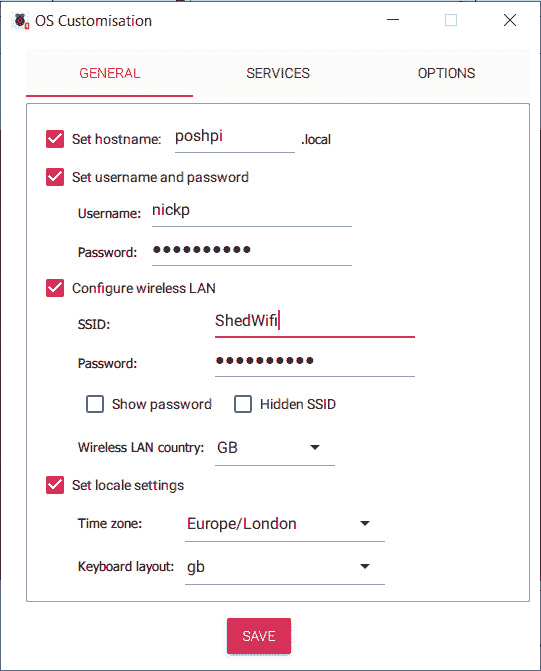 OS Customisation
GENERAL SERVICES OPTIONS
Set hostname: poshpi .local
Set username and password
Username: nickp
Password: ●●●●●●●●●●
Configure wireless LAN
SSID: ShedWifi
Password: ●●●●●●●●●●
Show password Hidden SSID
Wireless LAN country: GB
Set locale settings
Time zone: Europe/London
Keyboard layout: gb
SAVE